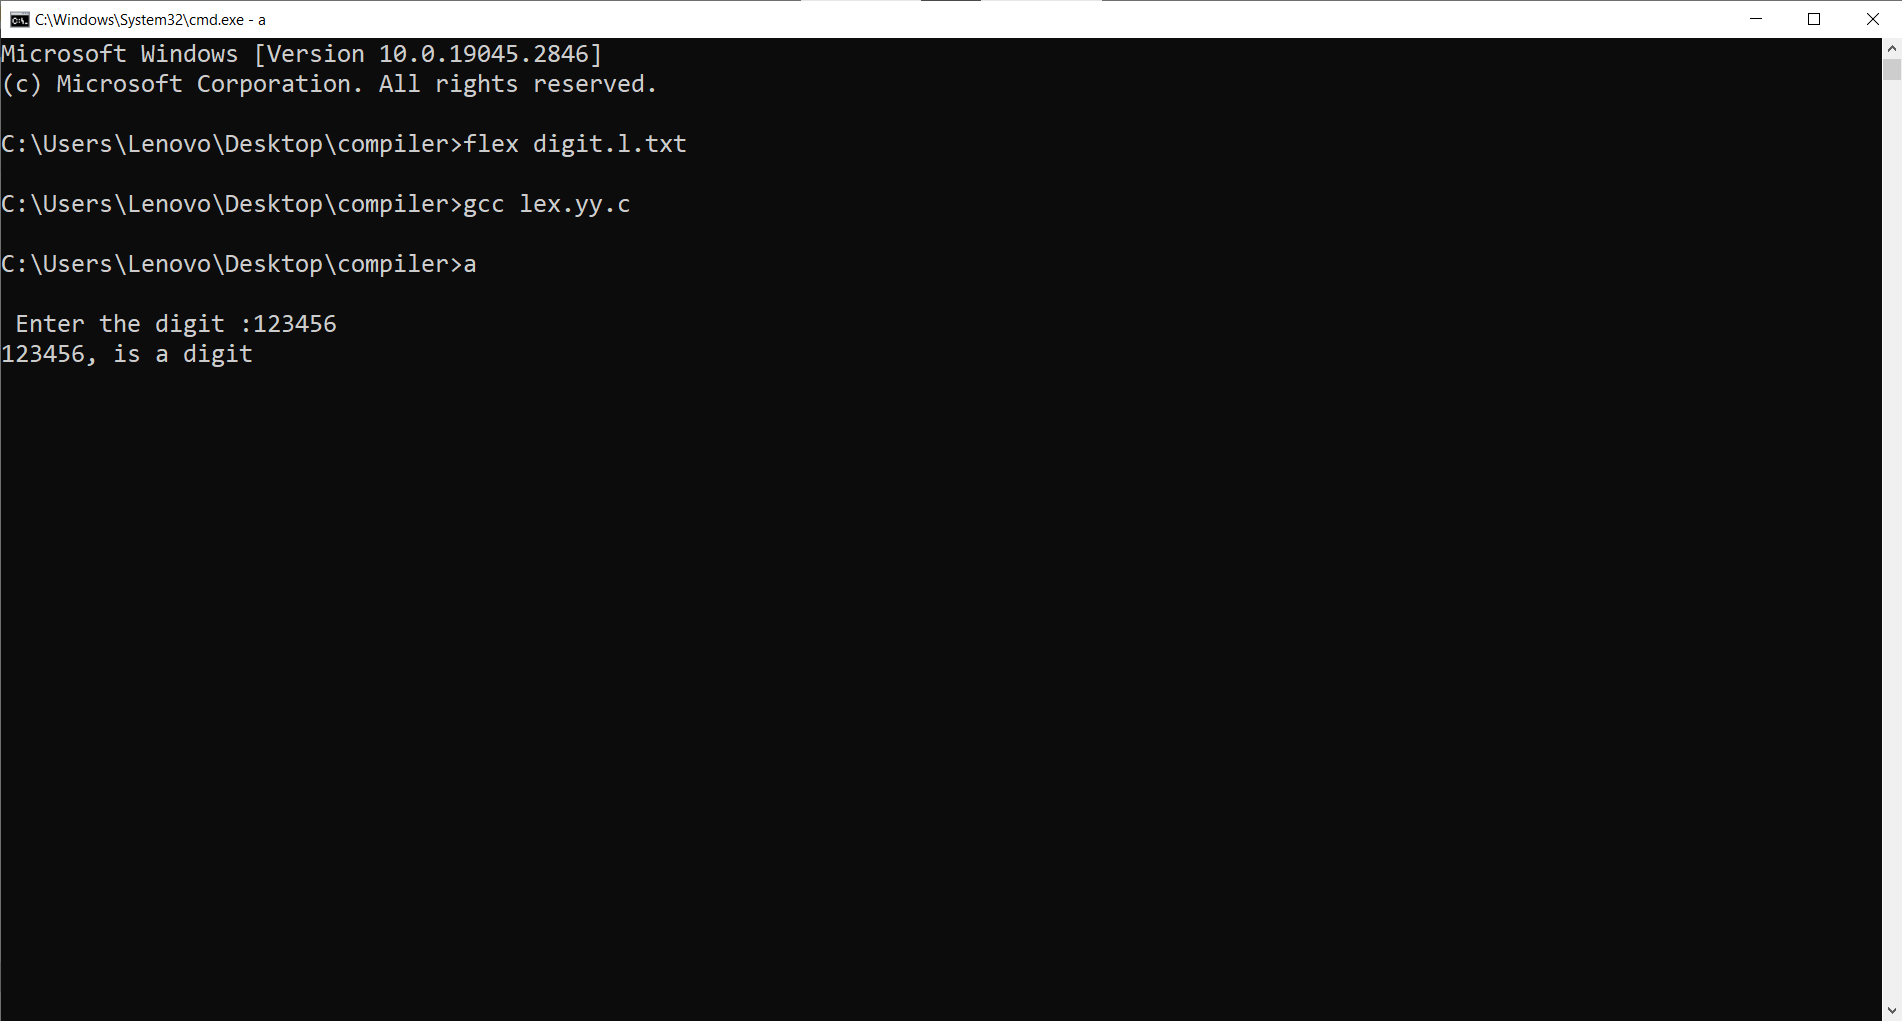 C:\Windows\System32\cmd.exe - a
Microsoft Windows [Version 10.0.19045.2846]
(c) Microsoft Corporation. All rights reserved.
C:\Users\Lenovo\Desktop\compiler>flex digit.l.txt
C:\Users\Lenovo\Desktop\compiler>gcc lex.yy.c
C:\Users\Lenovo\Desktop\compiler>a
Enter the digit :123456
123456, is a digit